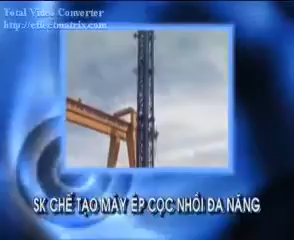 Total Video Converter
http://effectmatrix.com
SK CHẾ TẠO MÁY ÉP CỌC NHỒI ĐA NĂNG